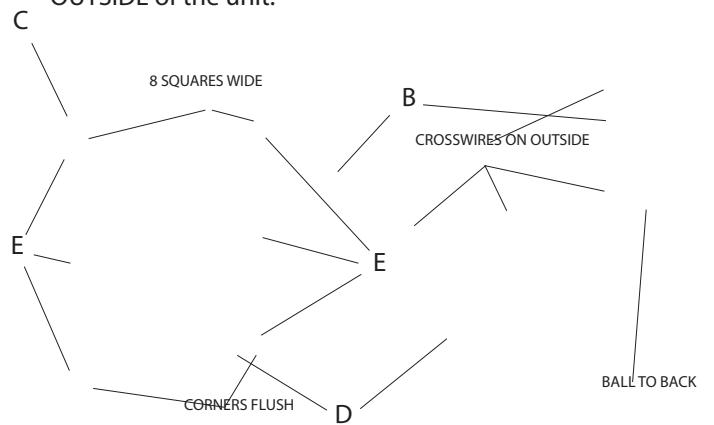 OUTSIDE of the unit.
C
8 SQUARES WIDE
B
CROSSWIRES ON OUTSIDE
E
E
BALL TO BACK
CORNERS FLUSH
D